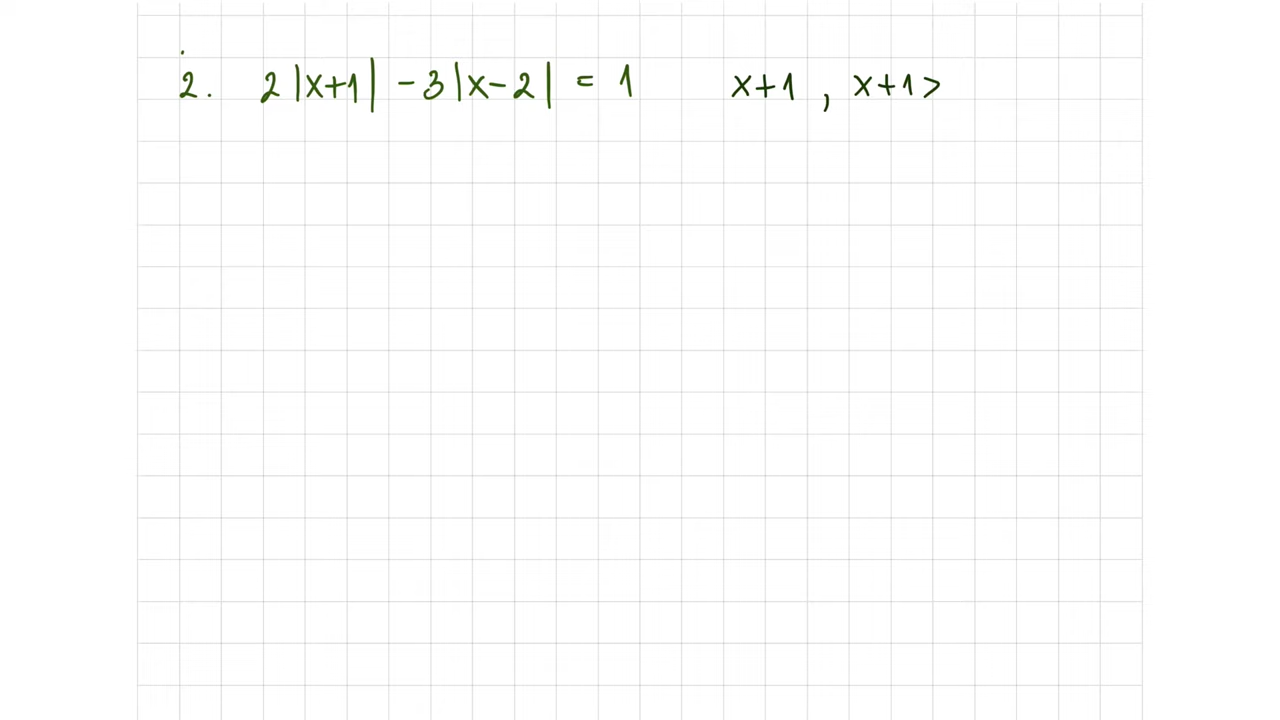 2. 2|x+1| - 3|x-2| = 1 x+1 , x+1>